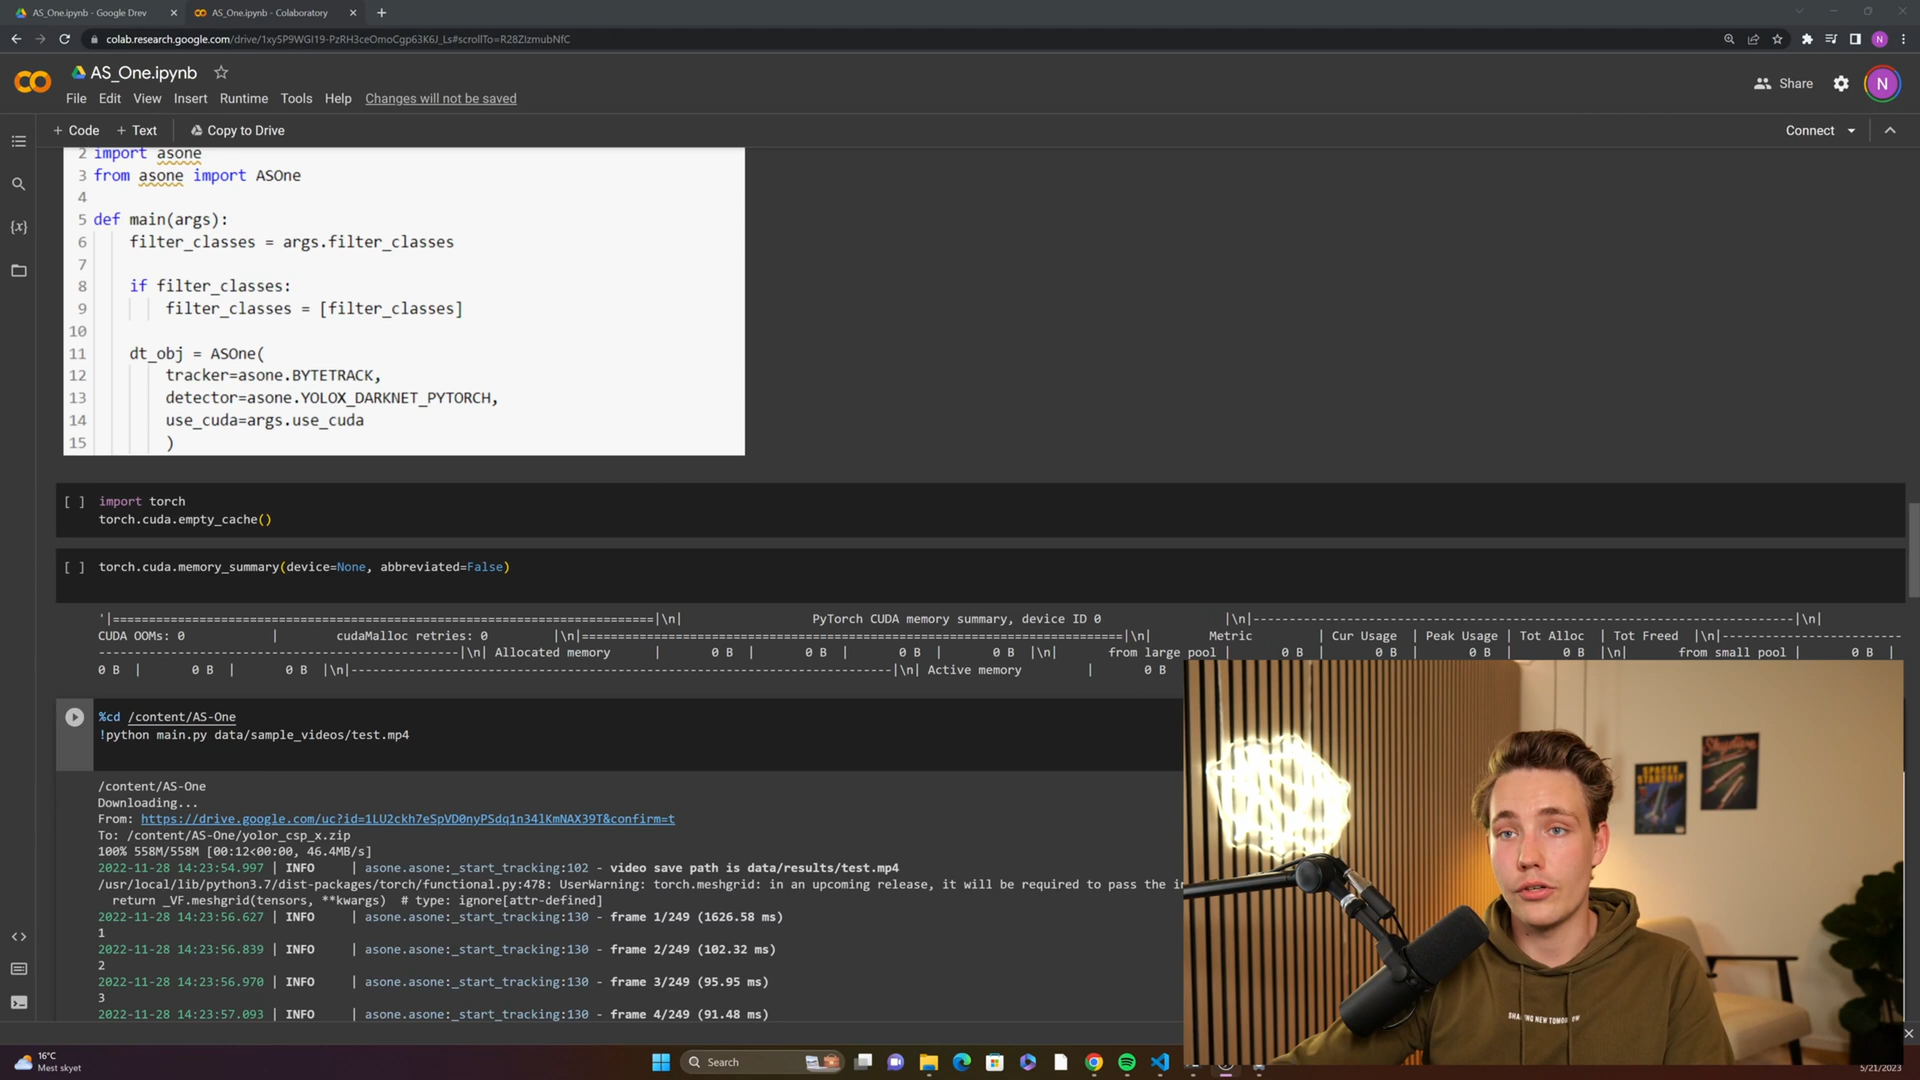 AS_One.ipynb - Google Drev
AS_One.ipynb - Colaboratory
colab.research.google.com/drive/1xy5P9WGI19-PzRH3ceOmoCgp63K6J_Ls#scrollTo=R28ZIzmubNfC
AS_One.ipynb
File Edit View Insert Runtime Tools Help Changes will not be saved
Share
N
+ Code + Text Copy to Drive
Connect
2 import asone
3 from asone import ASOne
4
5 def main(args):
6 filter_classes = args.filter_classes
7
8 if filter_classes:
9 filter_classes = [filter_classes]
10
11 dt_obj = ASOne(
12 tracker=asone.BYTETRACK,
13 detector=asone.YOLOX_DARKNET_PYTORCH,
14 use_cuda=args.use_cuda
15 )
[ ] import torch
torch.cuda.empty_cache()
[ ] torch.cuda.memory_summary(device=None, abbreviated=False)
'|===========================================================================|\n| PyTorch CUDA memory summary, device ID 0 |\n|---------------------------------------------------------------------------|\n|
CUDA OOMs: 0 | cudaMalloc retries: 0 |\n|===========================================================================|\n| Metric | Cur Usage | Peak Usage | Tot Alloc | Tot Freed |\n|-------------------------
--------------------------------------------------|\n| Allocated memory | 0 B | 0 B | 0 B | 0 B |\n| from large pool | 0 B | 0 B | 0 B | 0 B |\n| from small pool | 0 B |
0 B | 0 B | 0 B |\n|---------------------------------------------------------------------------|\n| Active memory | 0 B
%cd /content/AS-One
!python main.py data/sample_videos/test.mp4
/content/AS-One
Downloading...
From: https://drive.google.com/uc?id=1LU2ckh7eSpVD0nyPSdq1n34lKmNAX39T&confirm=t
To: /content/AS-One/yolor_csp_x.zip
100% 558M/558M [00:12<00:00, 46.4MB/s]
2022-11-28 14:23:54.997 | INFO | asone.asone:_start_tracking:102 - video save path is data/results/test.mp4
/usr/local/lib/python3.7/dist-packages/torch/functional.py:478: UserWarning: torch.meshgrid: in an upcoming release, it will be required to pass the
return _VF.meshgrid(tensors, **kwargs) # type: ignore[attr-defined]
2022-11-28 14:23:56.627 | INFO | asone.asone:_start_tracking:130 - frame 1/249 (1626.58 ms)
1
2022-11-28 14:23:56.839 | INFO | asone.asone:_start_tracking:130 - frame 2/249 (102.32 ms)
2
2022-11-28 14:23:56.970 | INFO | asone.asone:_start_tracking:130 - frame 3/249 (95.95 ms)
3
2022-11-28 14:23:57.093 | INFO | asone.asone:_start_tracking:130 - frame 4/249 (91.48 ms)
SHARING NEW TOMORROW
16°C
Mest skyet
Search
5/21/2023